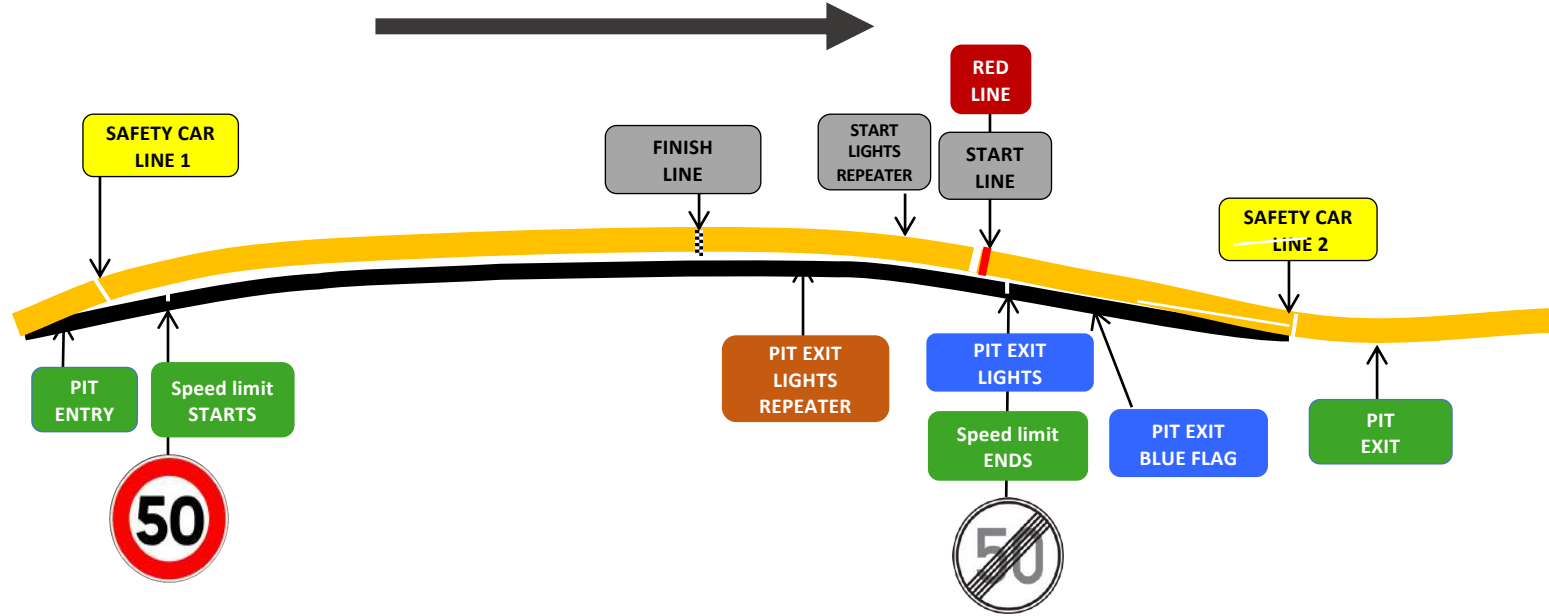 RED
LINE
SAFETY CAR
LINE 1
FINISH
LINE
START
LIGHTS
REPEATER
START
LINE
SAFETY CAR
LINE 2
PIT
ENTRY
Speed limit
STARTS
PIT EXIT
LIGHTS
REPEATER
PIT EXIT
LIGHTS
Speed limit
ENDS
PIT EXIT
BLUE FLAG
PIT
EXIT
50
50